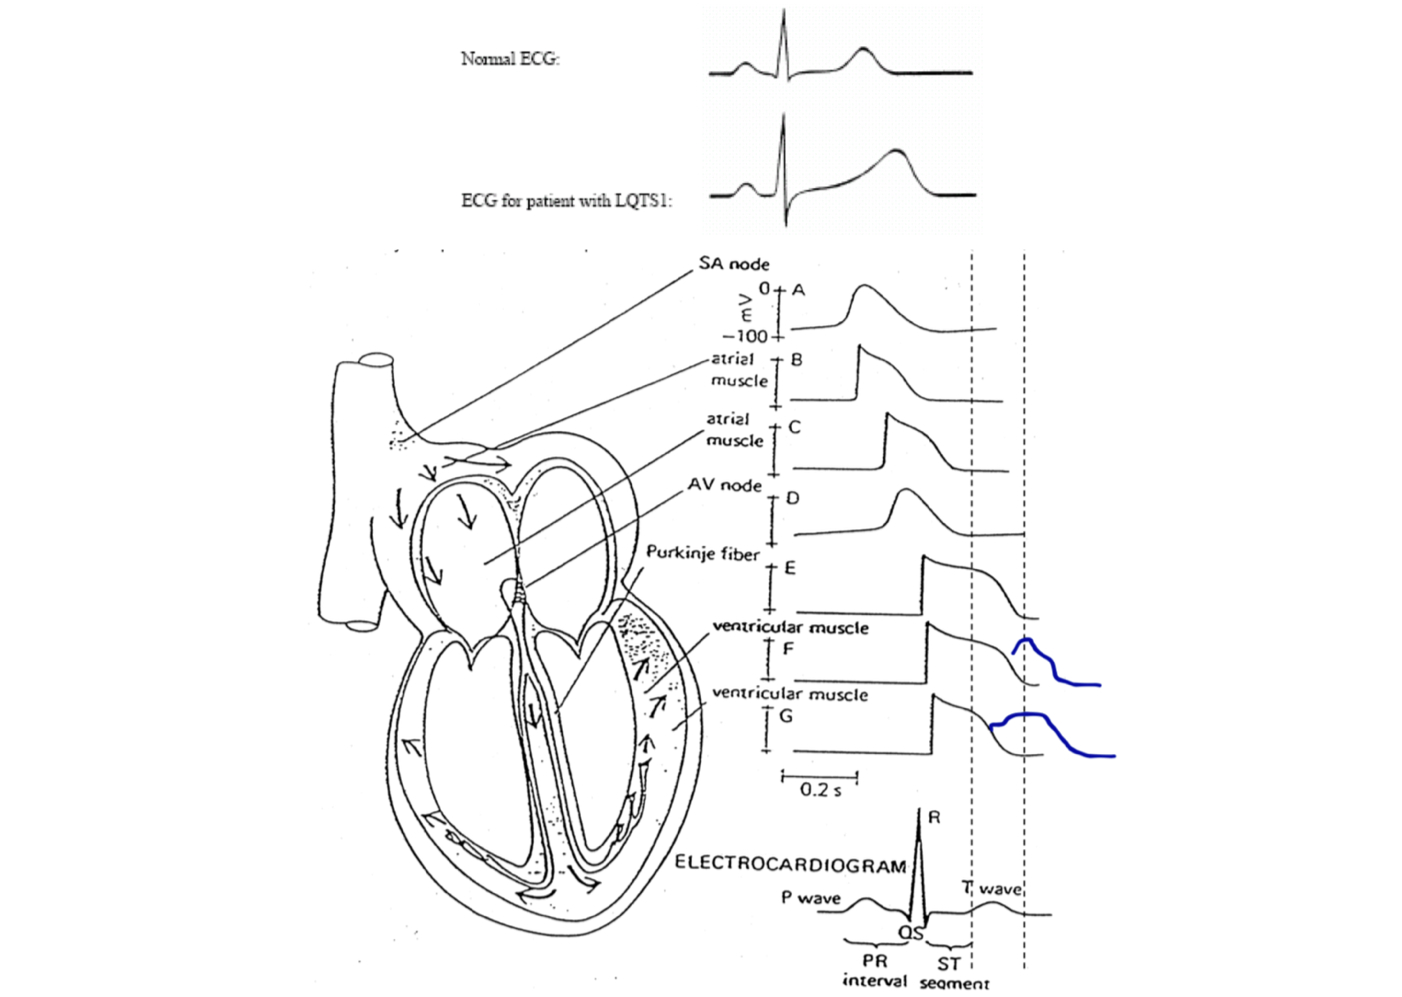 Normal ECG:
ECG for patient with LQTS1:
SA node
0 A
mV
−100
atrial
muscle
B
atrial
muscle
C
AV node
D
Purkinje fiber
E
ventricular muscle
F
ventricular muscle
G
0.2 s
R
ELECTROCARDIOGRAM
T wave
P wave
QS
PR
interval
ST
segment